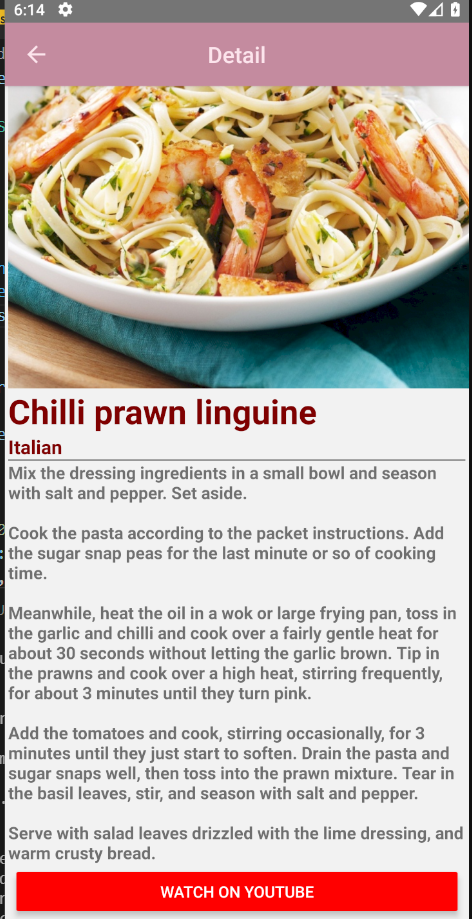 6:14
Detail
Chilli prawn linguine
Italian
Mix the dressing ingredients in a small bowl and season
with salt and pepper. Set aside.
Cook the pasta according to the packet instructions. Add
the sugar snap peas for the last minute or so of cooking
time.
Meanwhile, heat the oil in a wok or large frying pan, toss in
the garlic and chilli and cook over a fairly gentle heat for
about 30 seconds without letting the garlic brown. Tip in
the prawns and cook over a high heat, stirring frequently,
for about 3 minutes until they turn pink.
Add the tomatoes and cook, stirring occasionally, for 3
minutes until they just start to soften. Drain the pasta and
sugar snaps well, then toss into the prawn mixture. Tear in
the basil leaves, stir, and season with salt and pepper.
Serve with salad leaves drizzled with the lime dressing, and
warm crusty bread.
WATCH ON YOUTUBE